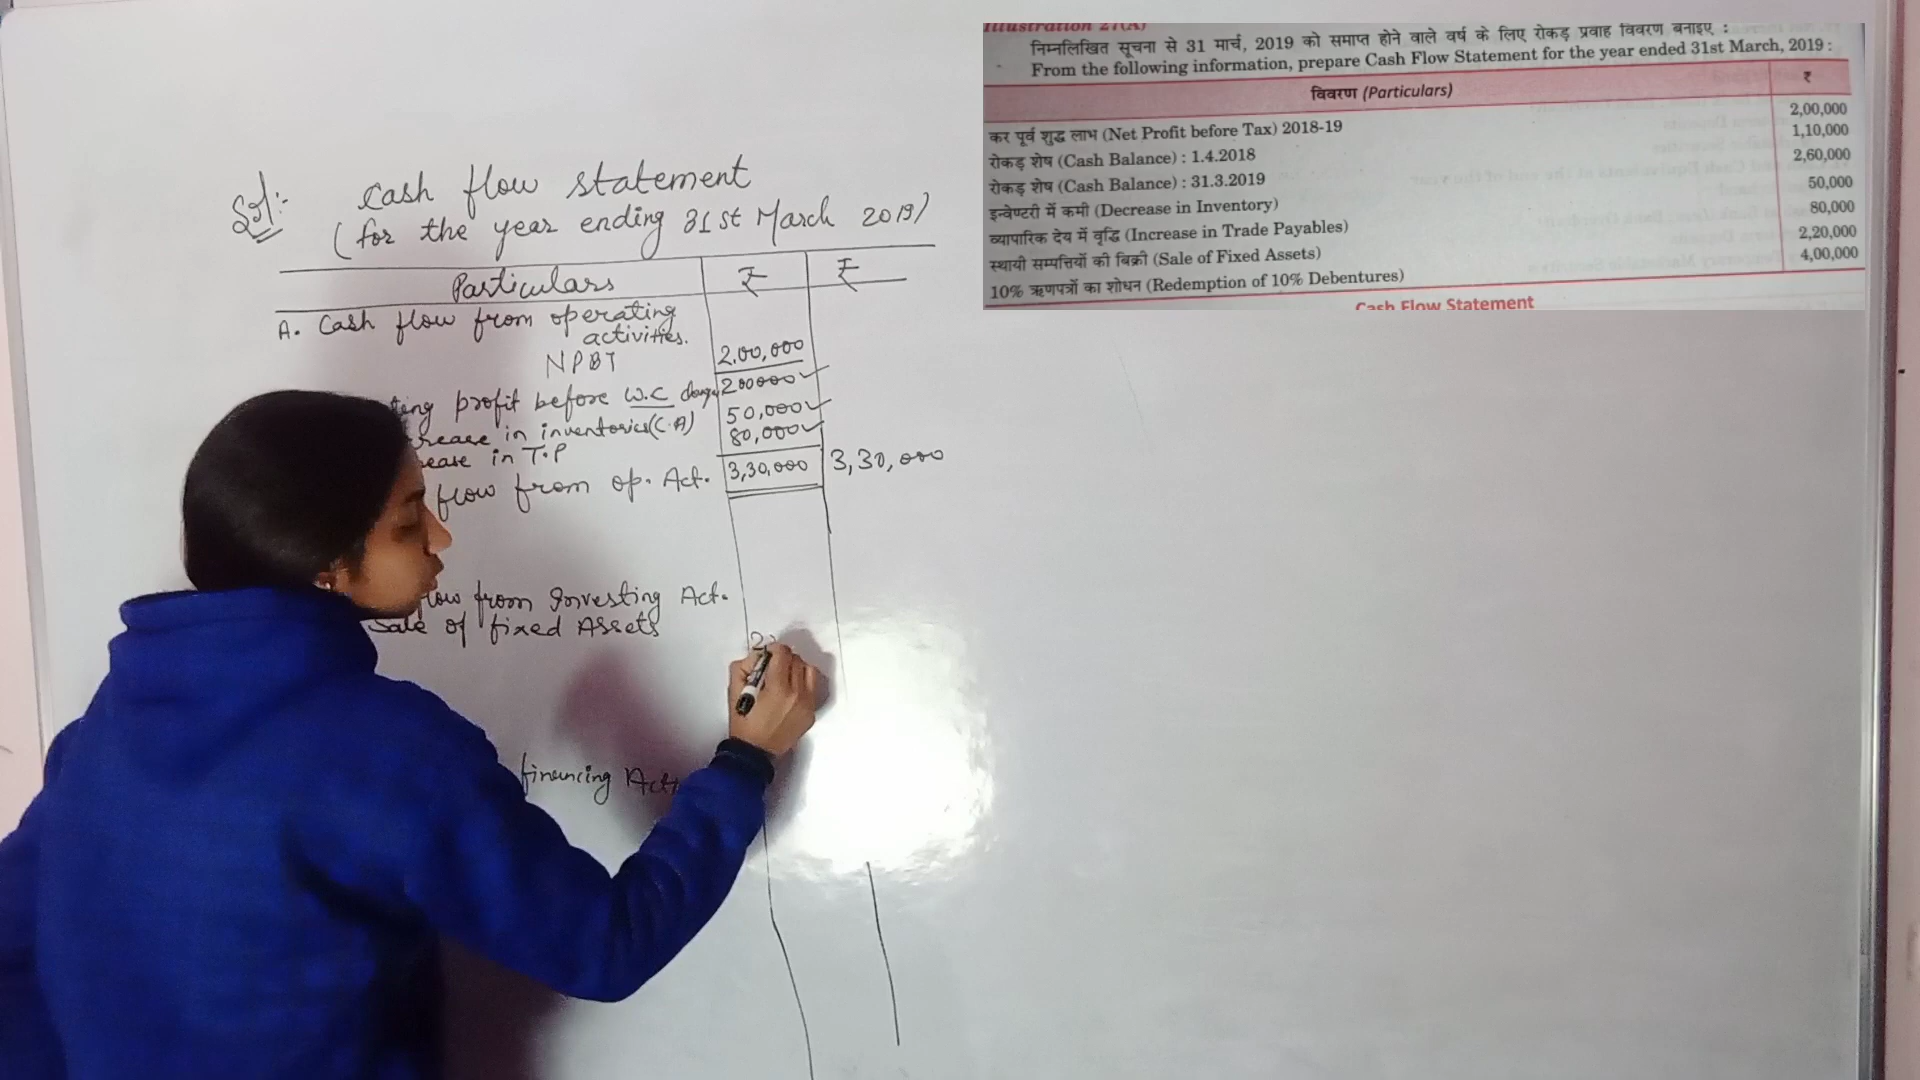 Illustration 27(A)
निम्नलिखित सूचना से 31 मार्च, 2019 को समाप्त होने वाले वर्ष के लिए रोकड़ प्रवाह विवरण बनाइए :
From the following information, prepare Cash Flow Statement for the year ended 31st March, 2019 :
विवरण (Particulars) ₹
कर पूर्व शुद्ध लाभ (Net Profit before Tax) 2018-19 2,00,000
रोकड़ शेष (Cash Balance) : 1.4.2018 1,10,000
रोकड़ शेष (Cash Balance) : 31.3.2019 2,60,000
इन्वेण्टरी में कमी (Decrease in Inventory) 50,000
व्यापारिक देय में वृद्धि (Increase in Trade Payables) 80,000
स्थायी सम्पत्तियों की बिक्री (Sale of Fixed Assets) 2,20,000
10% ऋणपत्रों का शोधन (Redemption of 10% Debentures) 4,00,000
Cash Flow Statement
Sol:-
Cash flow statement
(for the year ending 31st March 2019)
Particulars ₹ ₹
A. Cash flow from operating
activities.
NPBT 2,00,000
ting profit before W.C 200000
rease in inventories (C.A) 50,000
ease in T.P 80,000
flow from op. Act. 3,30,000 3,30,000
low from Investing Act.
Sale of fixed Assets 2
financing Act